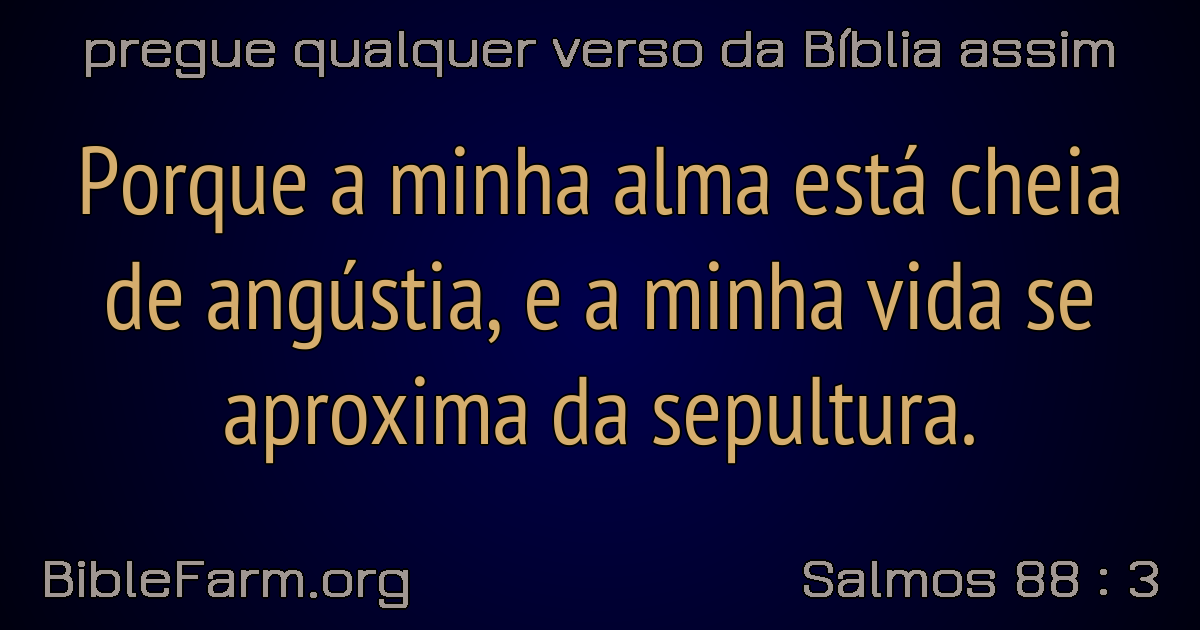 pregue qualquer verso da Bíblia assim
Porque a minha alma está cheia
de angústia, e a minha vida se
aproxima da sepultura.
BibleFarm.org
Salmos 88 : 3